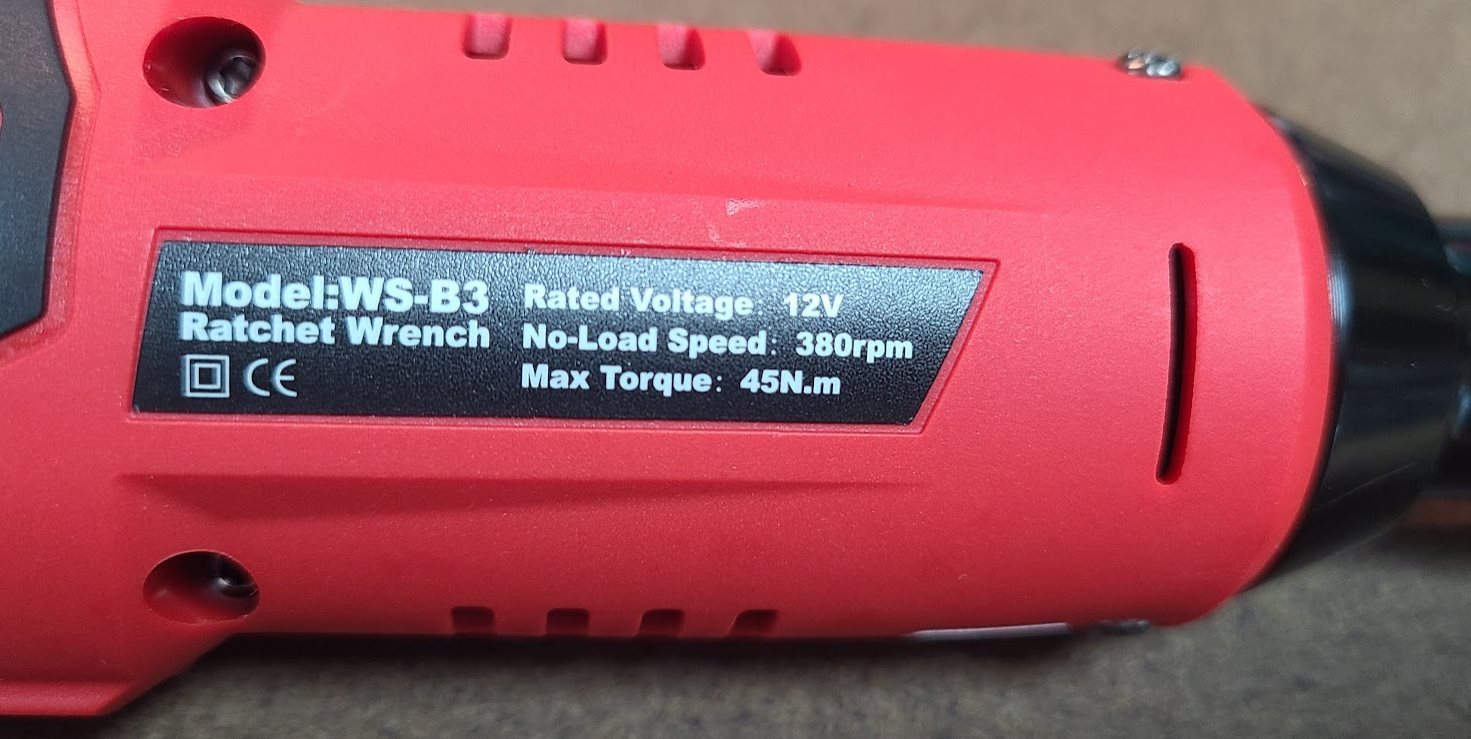 Model:WS-B3
Ratchet Wrench
CE
Rated Voltage: 12V
No-Load Speed: 380rpm
Max Torque: 45N.m